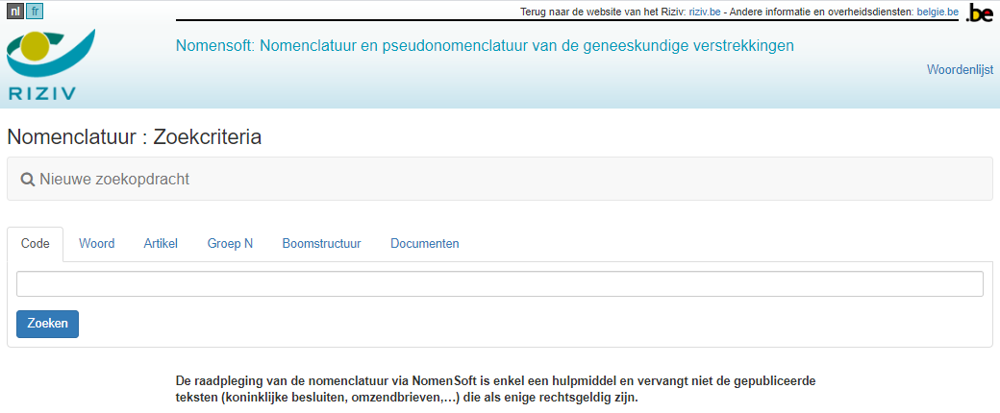 nl fr
Terug naar de website van het Riziv: riziv.be - Andere informatie en overheidsdiensten: belgie.be .be
Nomensoft: Nomenclatuur en pseudonomenclatuur van de geneeskundige verstrekkingen
Woordenlijst
RIZIV
Nomenclatuur : Zoekcriteria
Nieuwe zoekopdracht
Code Woord Artikel Groep N Boomstructuur Documenten
Zoeken
De raadpleging van de nomenclatuur via NomenSoft is enkel een hulpmiddel en vervangt niet de gepubliceerde
teksten (koninklijke besluiten, omzendbrieven,...) die als enige rechtsgeldig zijn.